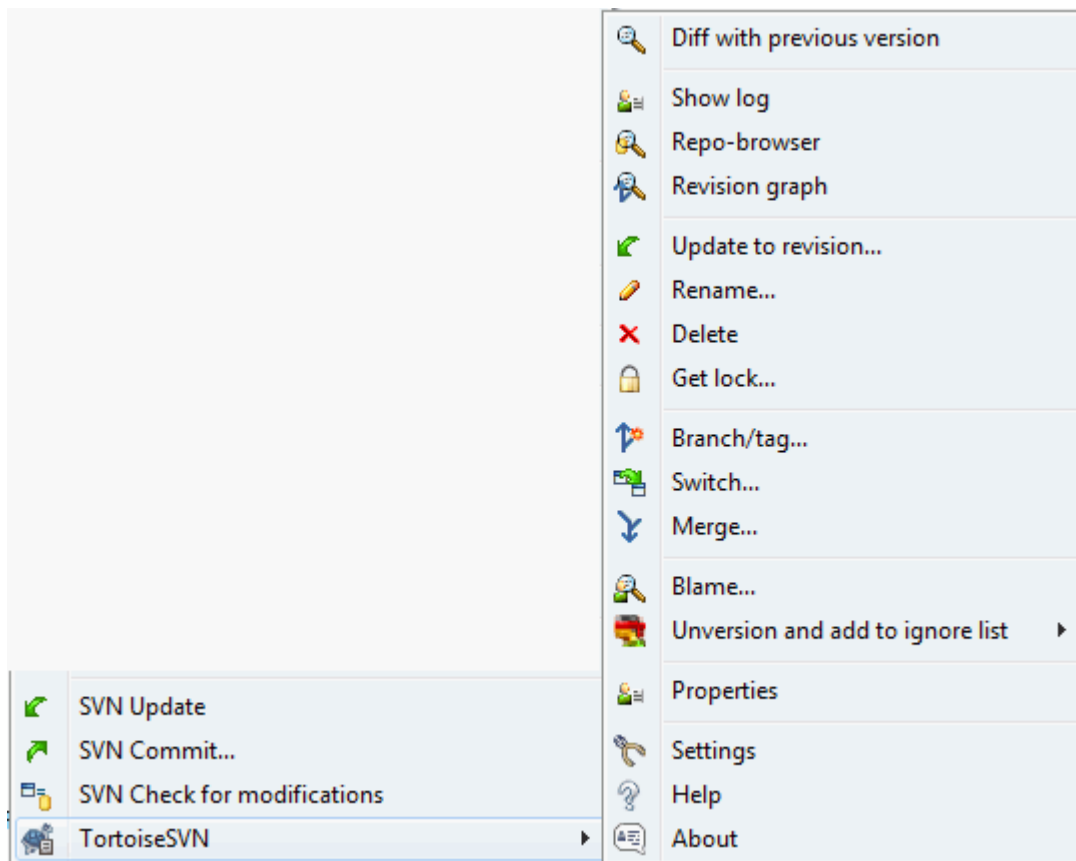 Diff with previous version
Show log
Repo-browser
Revision graph
Update to revision...
Rename...
Delete
Get lock...
Branch/tag...
Switch...
Merge...
Blame...
Unversion and add to ignore list
Properties
Settings
Help
About
SVN Update
SVN Commit...
SVN Check for modifications
TortoiseSVN